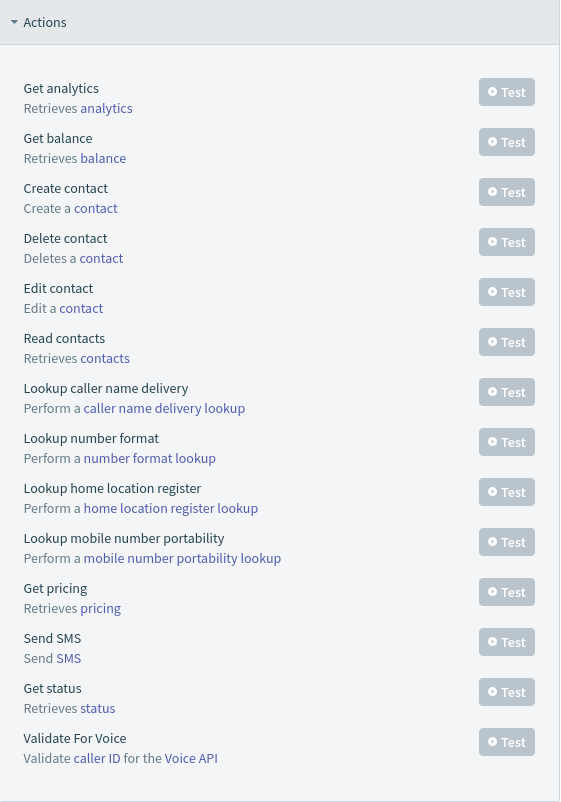 Actions
Get analytics
Test
Retrieves analytics
Get balance
Test
Retrieves balance
Create contact
Test
Create a contact
Delete contact
Test
Deletes a contact
Edit contact
Test
Edit a contact
Read contacts
Test
Retrieves contacts
Lookup caller name delivery
Test
Perform a caller name delivery lookup
Lookup number format
Test
Perform a number format lookup
Lookup home location register
Test
Perform a home location register lookup
Lookup mobile number portability
Test
Perform a mobile number portability lookup
Get pricing
Test
Retrieves pricing
Send SMS
Test
Send SMS
Get status
Test
Retrieves status
Validate For Voice
Test
Validate caller ID for the Voice API